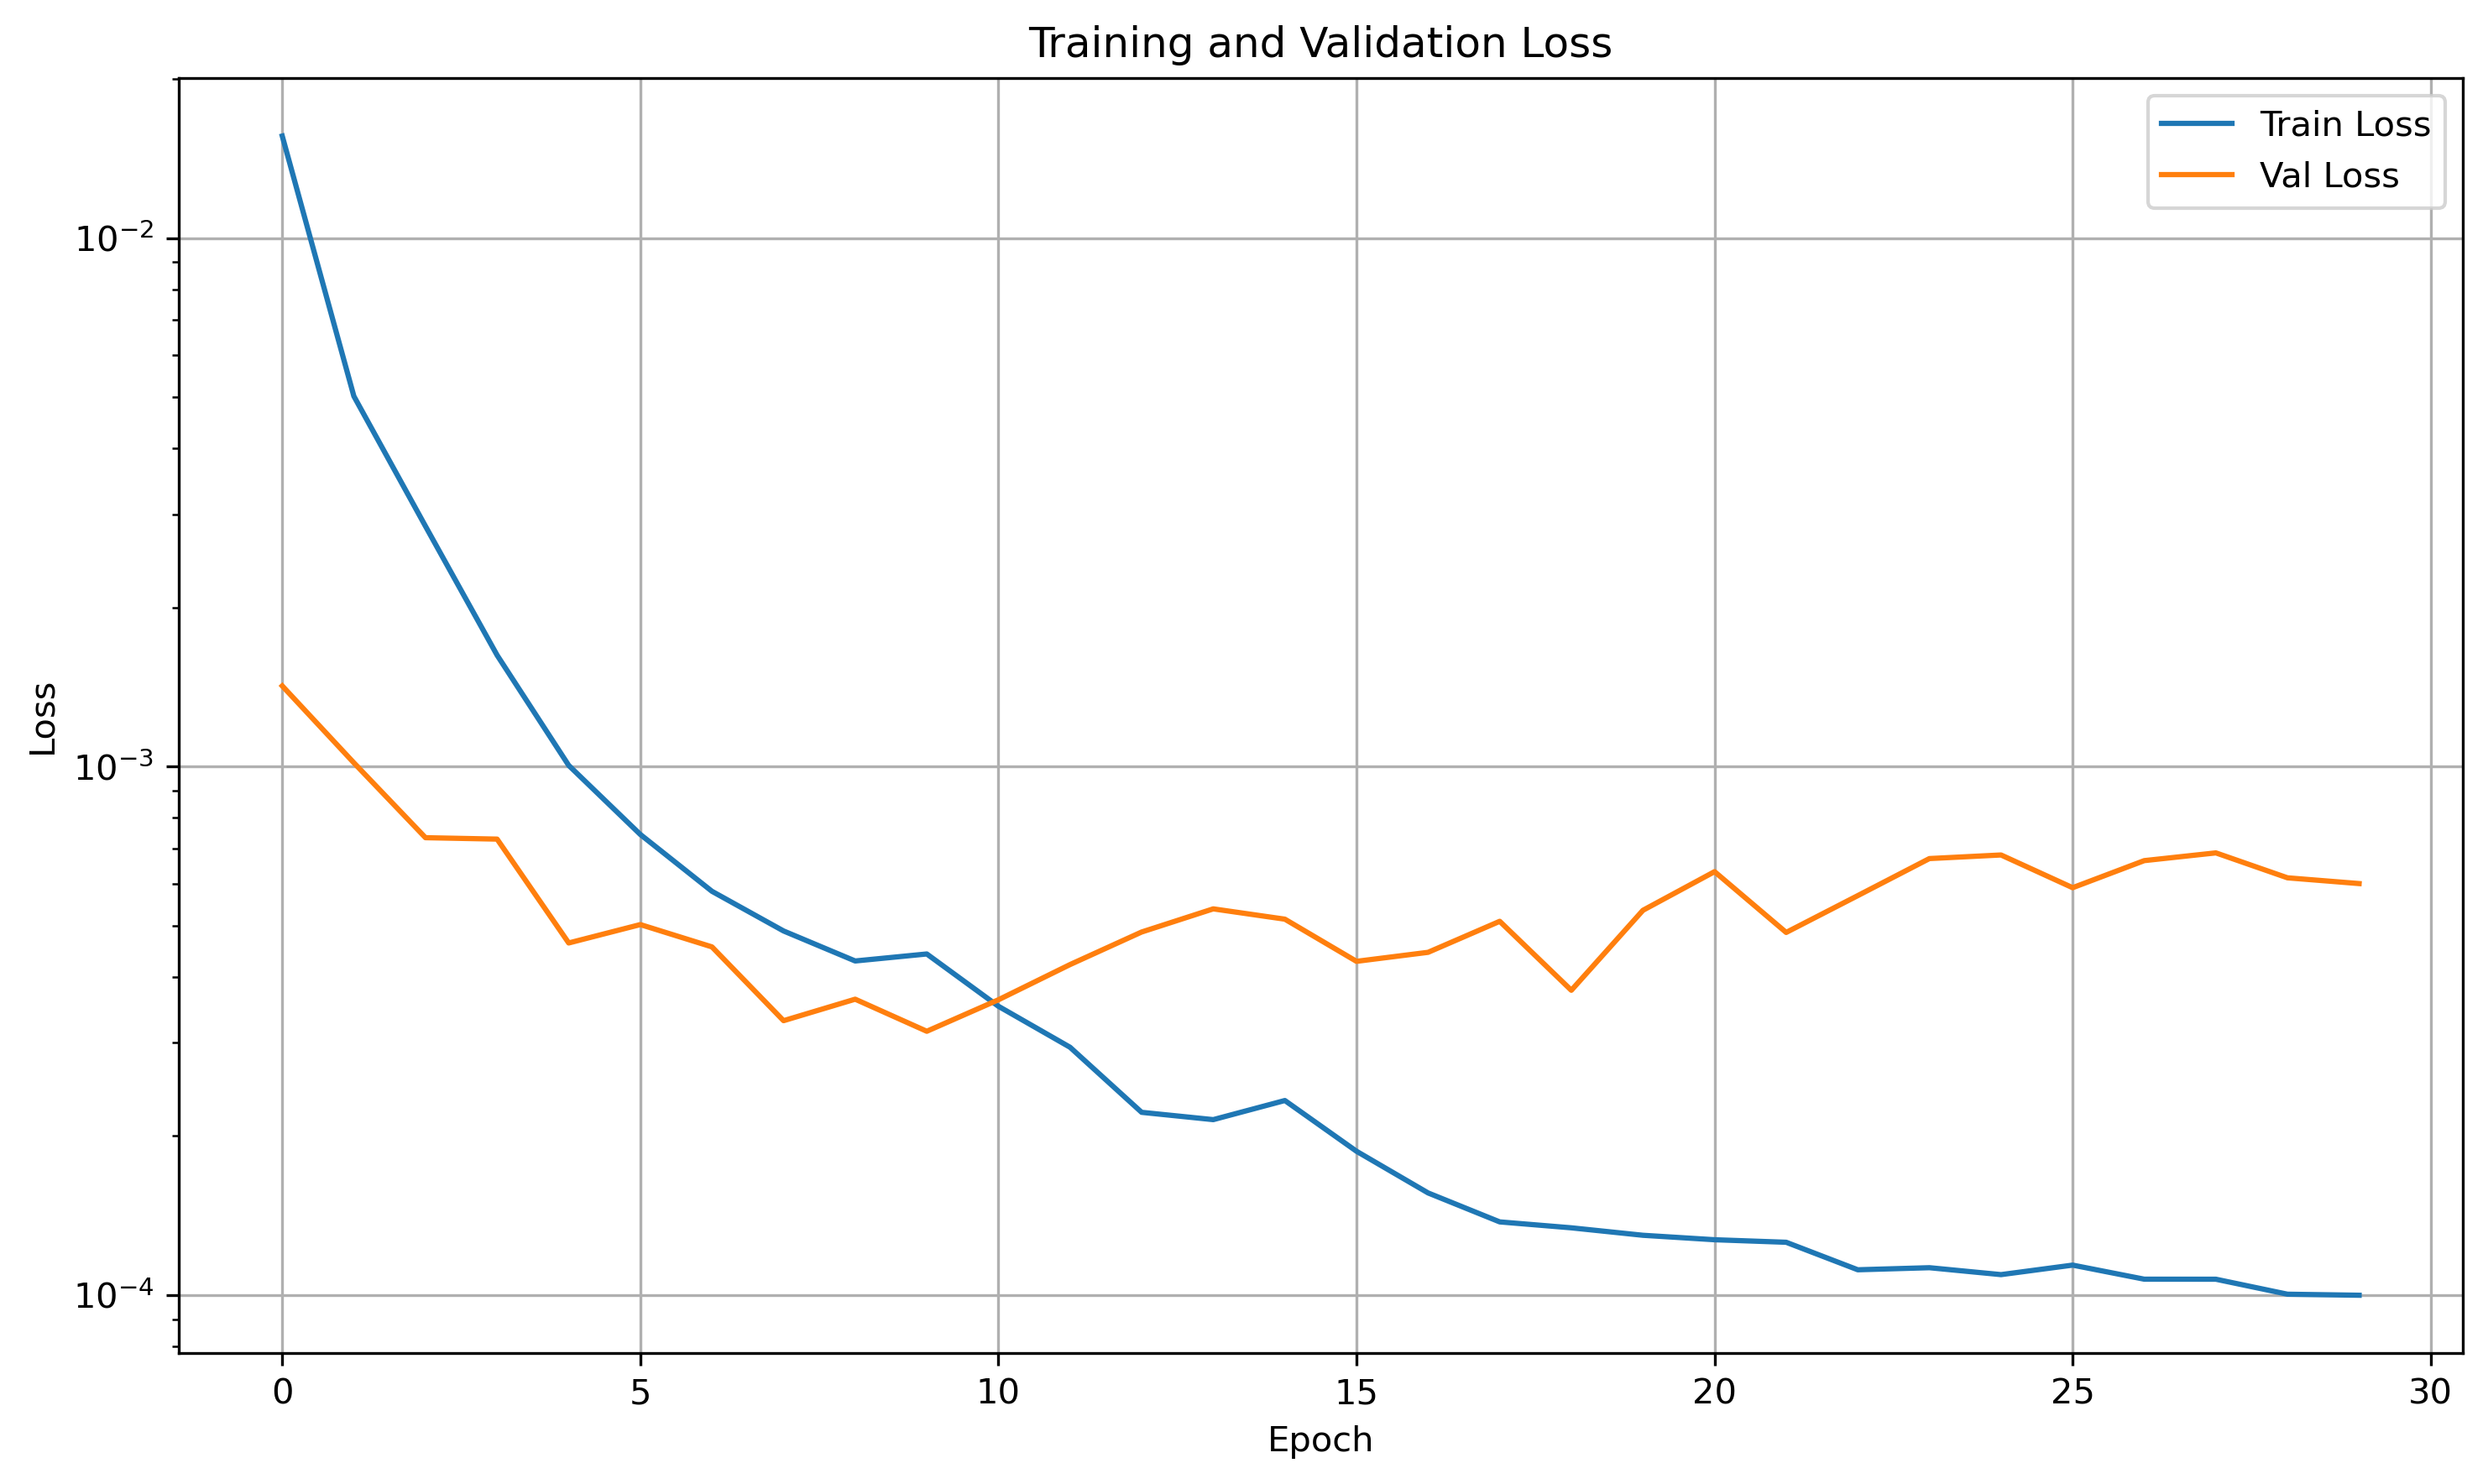 Training and Validation Loss
Train Loss
Val Loss
10⁻²
10⁻³
10⁻⁴
Loss
0 5 10 15 20 25 30
Epoch